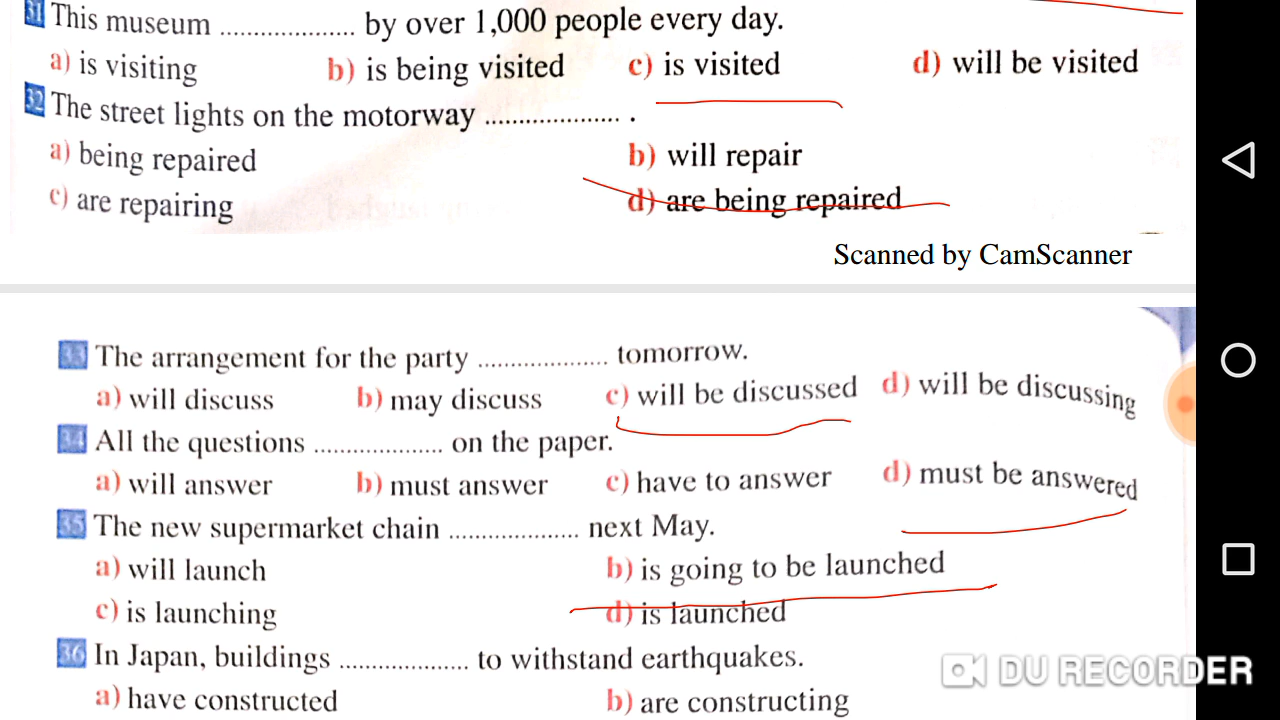 31 This museum .................... by over 1,000 people every day.
a) is visiting b) is being visited c) is visited d) will be visited
32 The street lights on the motorway .................... .
a) being repaired b) will repair
c) are repairing d) are being repaired
Scanned by CamScanner
33 The arrangement for the party ................... tomorrow.
a) will discuss b) may discuss c) will be discussed d) will be discussing
34 All the questions ................... on the paper.
a) will answer b) must answer c) have to answer d) must be answered
35 The new supermarket chain ................... next May.
a) will launch b) is going to be launched
c) is launching d) is launched
36 In Japan, buildings ................... to withstand earthquakes.
DU RECORDER
a) have constructed b) are constructing